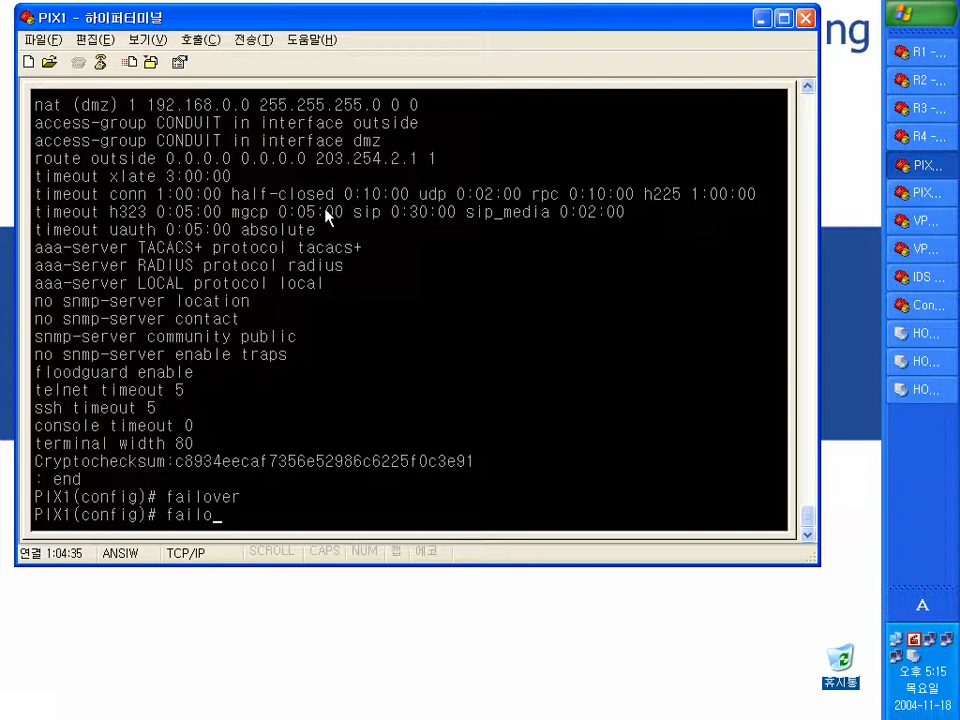 PIX1 - 하이퍼터미널
ng
파일(F) 편집(E) 보기(V) 호출(C) 전송(T) 도움말(H)
nat (dmz) 1 192.168.0.0 255.255.255.0 0 0
access-group CONDUIT in interface outside
access-group CONDUIT in interface dmz
route outside 0.0.0.0 0.0.0.0 203.254.2.1 1
timeout xlate 3:00:00
timeout conn 1:00:00 half-closed 0:10:00 udp 0:02:00 rpc 0:10:00 h225 1:00:00
timeout h323 0:05:00 mgcp 0:05:00 sip 0:30:00 sip_media 0:02:00
timeout uauth 0:05:00 absolute
aaa-server TACACS+ protocol tacacs+
aaa-server RADIUS protocol radius
aaa-server LOCAL protocol local
no snmp-server location
no snmp-server contact
snmp-server community public
no snmp-server enable traps
floodguard enable
telnet timeout 5
ssh timeout 5
console timeout 0
terminal width 80
Cryptochecksum:c8934eecaf7356e52986c6225f0c3e91
: end
PIX1(config)# failover
PIX1(config)# failo_
연결 1:04:35 ANSIW TCP/IP SCROLL CAPS NUM 캡 에코
R1 -...
R2 -...
R3 -...
R4 -...
PIX...
PIX...
VP...
VP...
IDS ...
Con...
HO...
HO...
HO...
A
휴지통
오후 5:15
목요일
2004-11-18